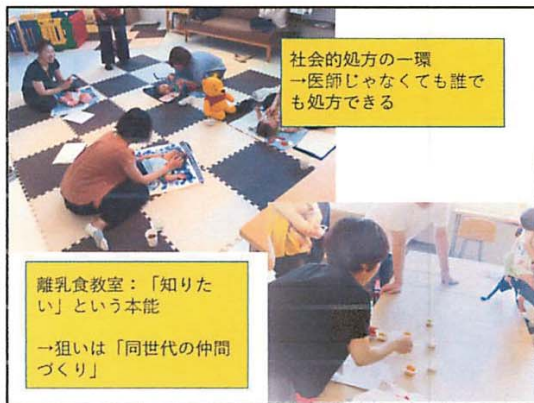 社会的処方の一環
→医師じゃなくても誰で
も処方できる
離乳食教室：「知りた
い」という本能
→狙いは「同世代の仲間
づくり」